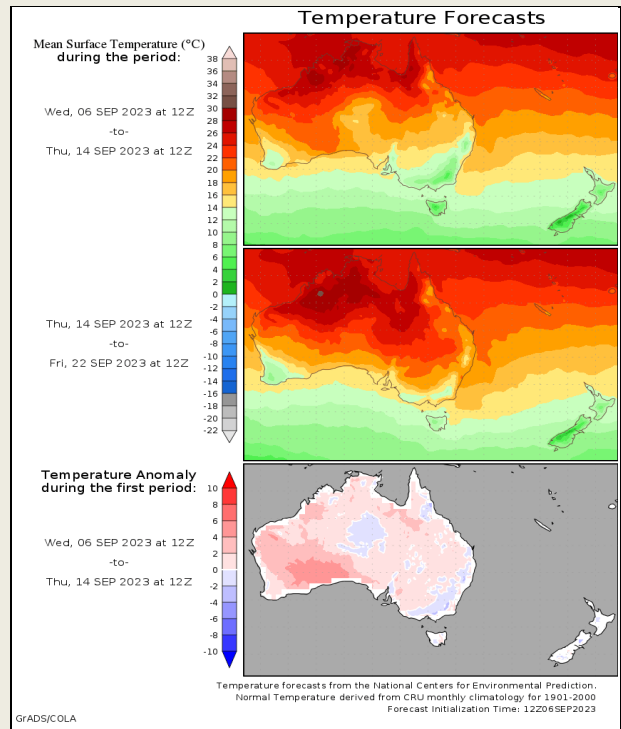 Temperature Forecasts
Mean Surface Temperature (°C)
during the period:
38
36
34
32
30
28
26
24
22
20
18
16
14
12
10
8
6
4
2
0
-2
-4
-6
-8
-10
-12
-14
-16
-18
-20
-22
Wed, 06 SEP 2023 at 12Z
-to-
Thu, 14 SEP 2023 at 12Z
Thu, 14 SEP 2023 at 12Z
-to-
Fri, 22 SEP 2023 at 12Z
Temperature Anomaly
during the first period:
10
8
6
4
2
0
-2
-4
-6
-8
-10
Wed, 06 SEP 2023 at 12Z
-to-
Thu, 14 SEP 2023 at 12Z
Temperature forecasts from the National Centers for Environmental Prediction.
Normal Temperature derived from CRU monthly climatology for 1901-2000
Forecast Initialization Time: 12Z06SEP2023
GrADS/COLA